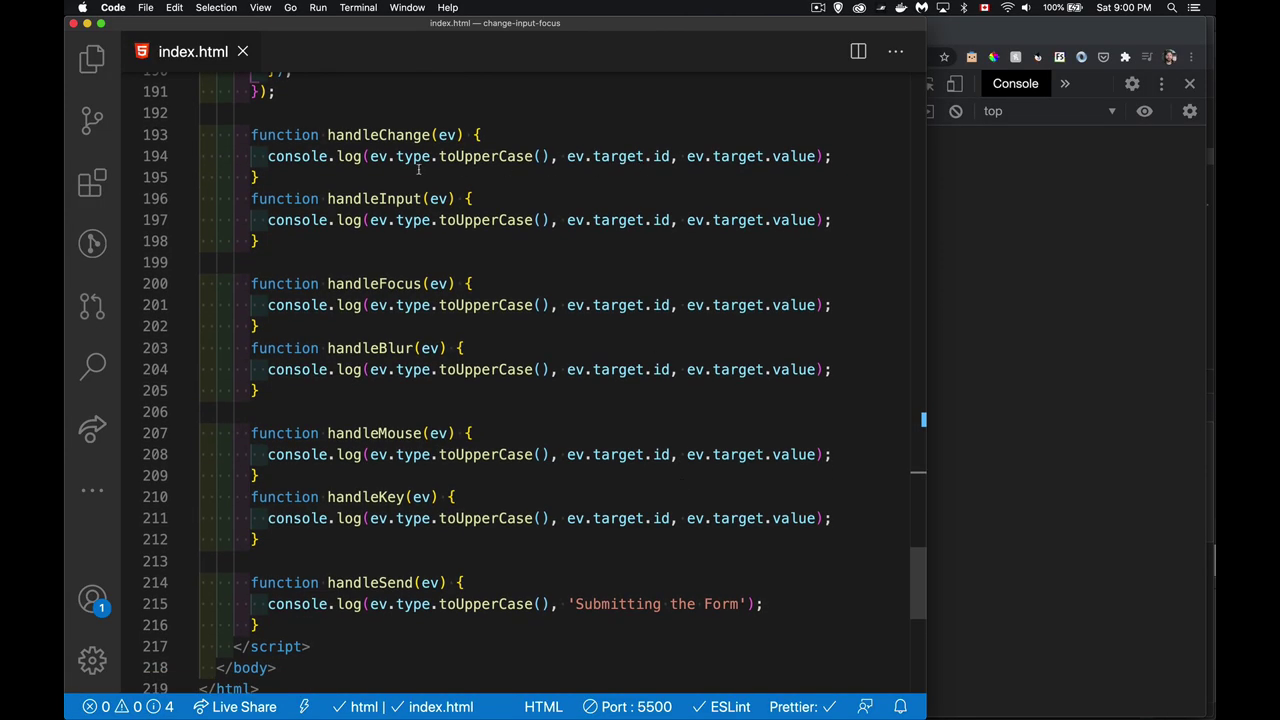 Code File Edit Selection View Go Run Terminal Window Help 100% Sat 9:00 PM
index.html — change-input-focus
index.html
Console
top
190 });
191 });
192
193 function handleChange(ev) {
194 console.log(ev.type.toUpperCase(), ev.target.id, ev.target.value);
195 }
196 function handleInput(ev) {
197 console.log(ev.type.toUpperCase(), ev.target.id, ev.target.value);
198 }
199
200 function handleFocus(ev) {
201 console.log(ev.type.toUpperCase(), ev.target.id, ev.target.value);
202 }
203 function handleBlur(ev) {
204 console.log(ev.type.toUpperCase(), ev.target.id, ev.target.value);
205 }
206
207 function handleMouse(ev) {
208 console.log(ev.type.toUpperCase(), ev.target.id, ev.target.value);
209 }
210 function handleKey(ev) {
211 console.log(ev.type.toUpperCase(), ev.target.id, ev.target.value);
212 }
213
214 function handleSend(ev) {
215 console.log(ev.type.toUpperCase(), 'Submitting the Form');
216 }
217 </script>
218 </body>
219 </html>
1
0 0 4 Live Share html | index.html HTML Port : 5500 ESLint Prettier: